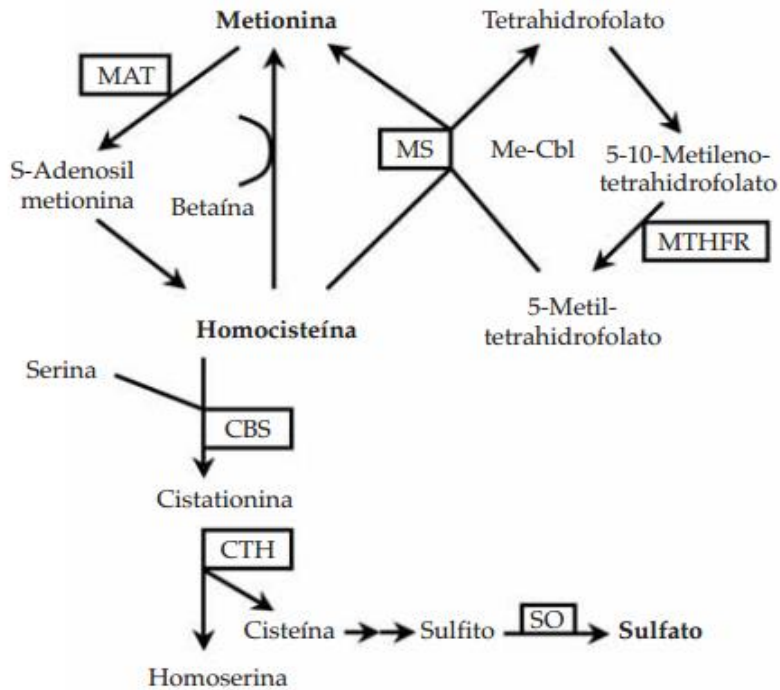 Metionina
Tetrahidrofolato
MAT
MS
Me-Cbl
5-10-Metileno-
tetrahidrofolato
S-Adenosil
metionina
Betaína
MTHFR
5-Metil-
tetrahidrofolato
Homocisteína
Serina
CBS
Cistationina
CTH
Cisteína
Sulfito
SO
Sulfato
Homoserina